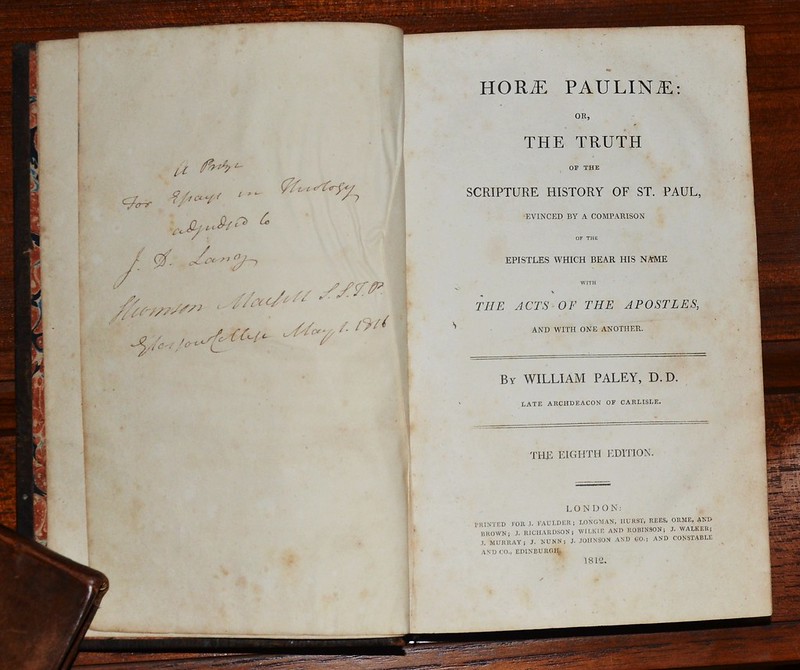 A Prize
For Essays in Theology
adjudged to
J. D. Lang
S.S.T.P.
Glasgow College May 1. 1816
HORÆ PAULINÆ:
OR,
THE TRUTH
OF THE
SCRIPTURE HISTORY OF ST. PAUL,
EVINCED BY A COMPARISON
OF THE
EPISTLES WHICH BEAR HIS NAME
WITH
THE ACTS OF THE APOSTLES,
AND WITH ONE ANOTHER.
By WILLIAM PALEY, D.D.
LATE ARCHDEACON OF CARLISLE.
THE EIGHTH EDITION.
LONDON:
PRINTED FOR J. FAULDER; LONGMAN, HURST, REES, ORME, AND
BROWN; J. RICHARDSON; WILKIE AND ROBINSON; J. WALKER;
J. MURRAY; J. NUNN; J. JOHNSON AND CO.; AND CONSTABLE
AND CO., EDINBURGH.
1812.